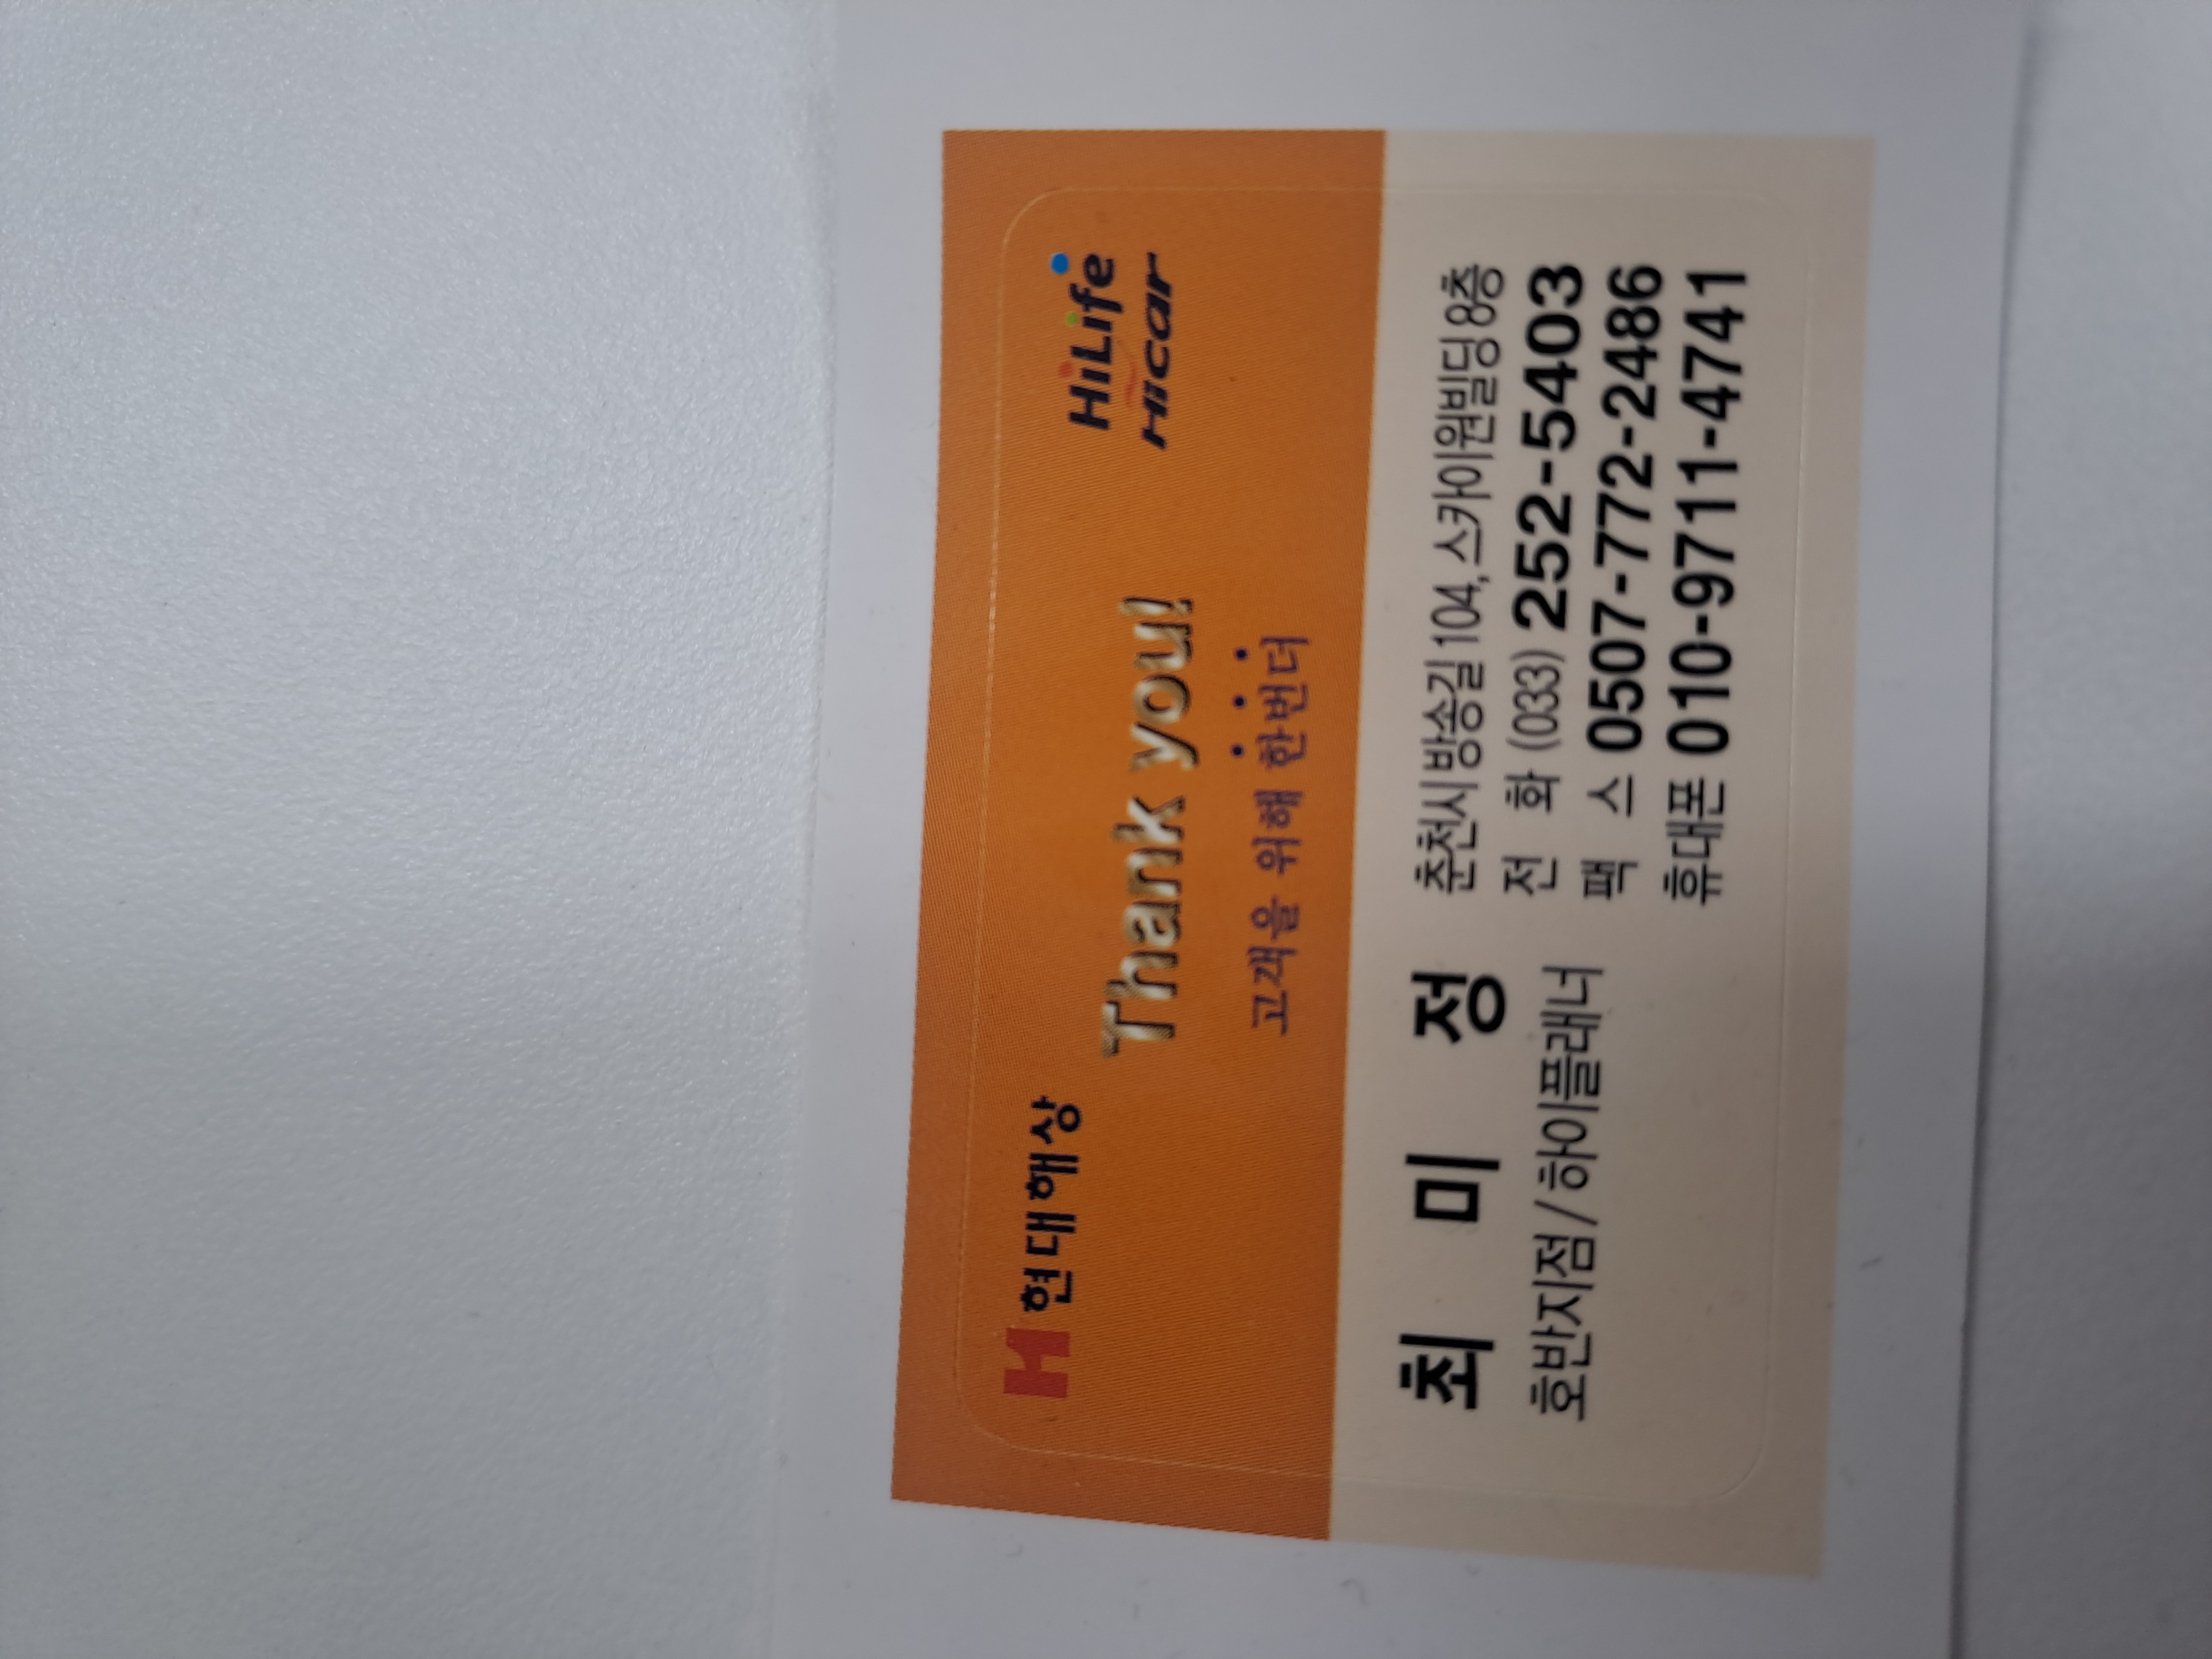 현대해상
HiLife
Hicar
Thank you!
고객을 위해 한번더
최 미 정
호반지점 / 하이플래너
춘천시 방송길 104, 스카이원빌딩 8층
전 화 (033) 252-5403
팩 스 0507-772-2486
휴대폰 010-9711-4741